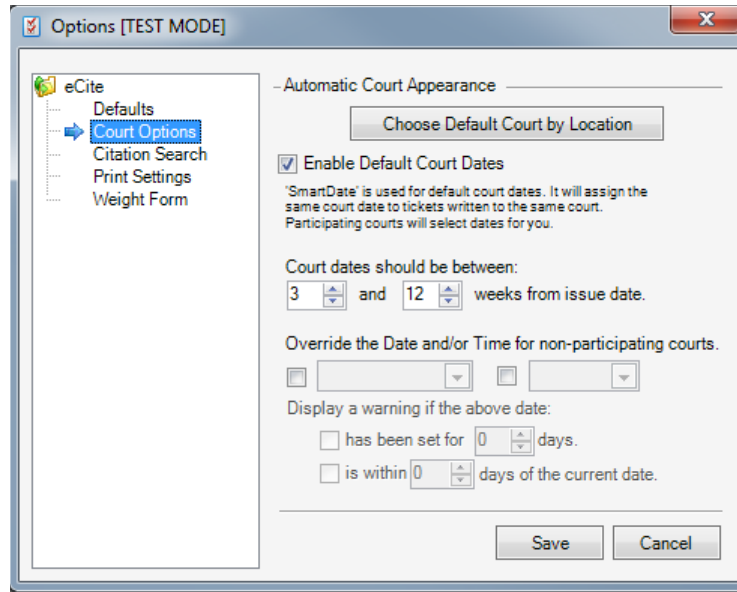 Options [TEST MODE]
eCite
Defaults
Court Options
Citation Search
Print Settings
Weight Form
Automatic Court Appearance
Choose Default Court by Location
Enable Default Court Dates
'SmartDate' is used for default court dates. It will assign the
same court date to tickets written to the same court.
Participating courts will select dates for you.
Court dates should be between:
3 and 12 weeks from issue date.
Override the Date and/or Time for non-participating courts.
Display a warning if the above date:
has been set for 0 days.
is within 0 days of the current date.
Save Cancel